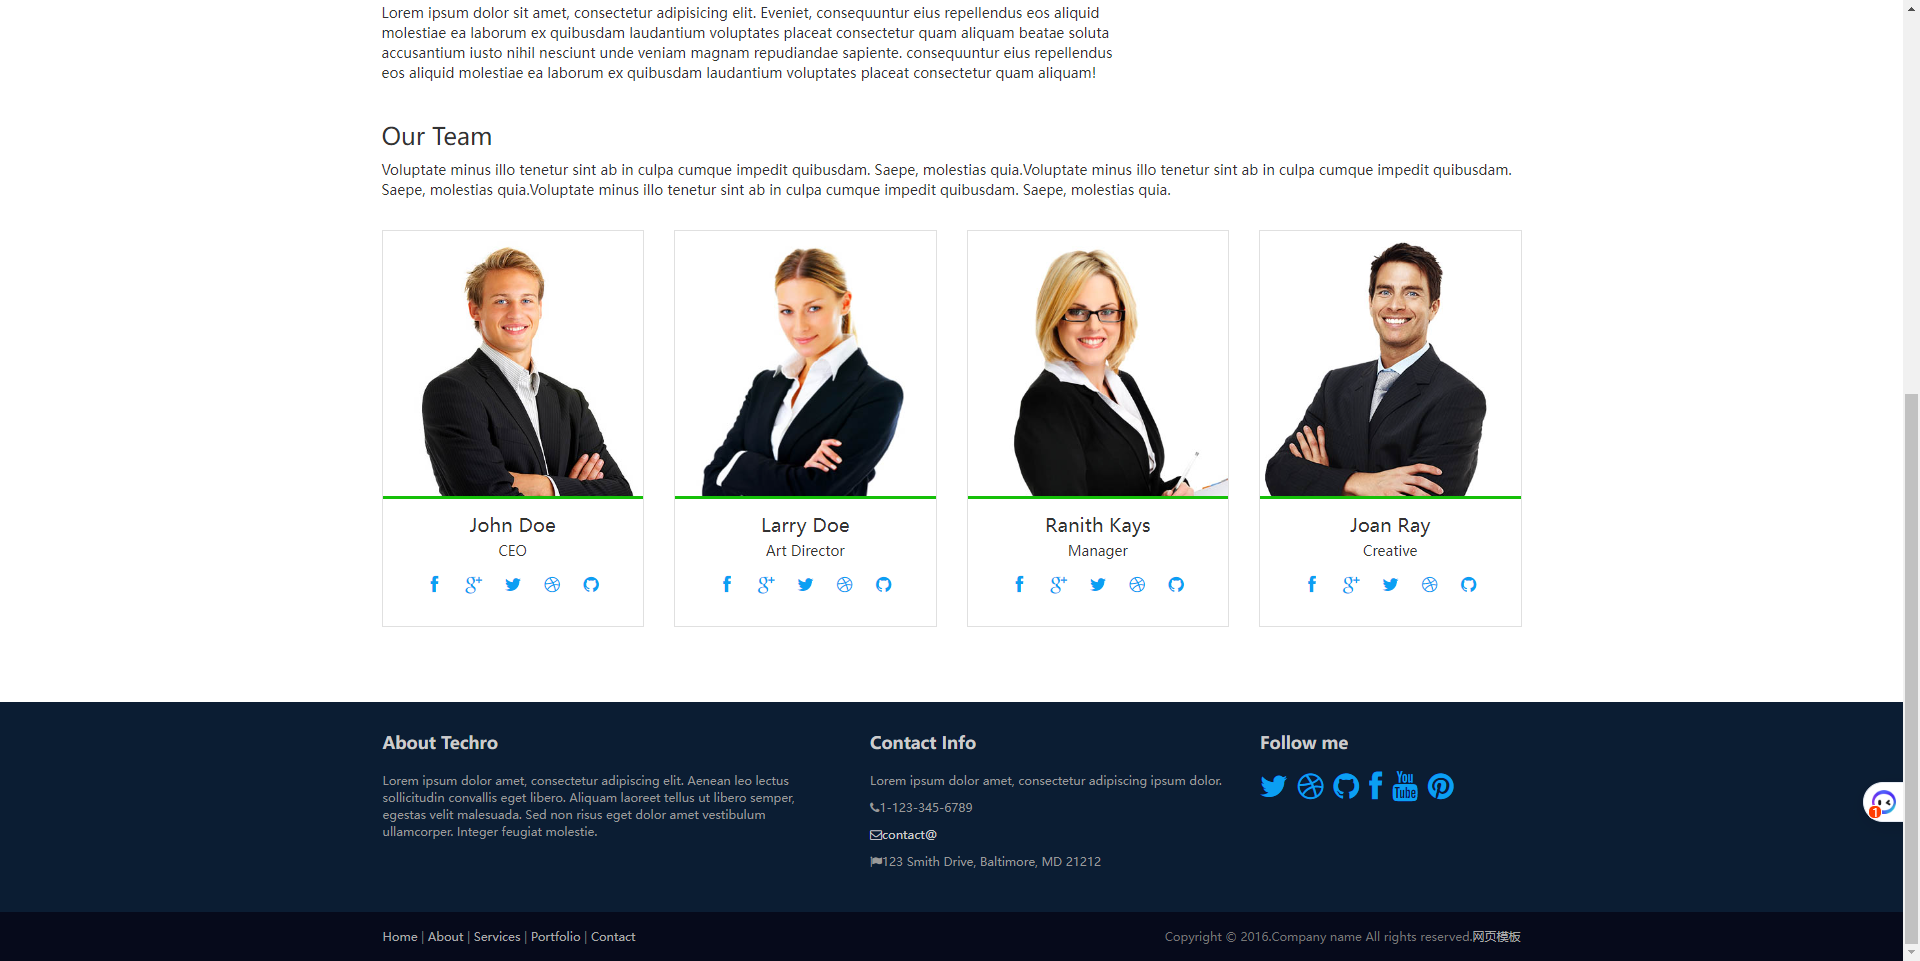 Lorem ipsum dolor sit amet, consectetur adipisicing elit. Eveniet, consequuntur eius repellendus eos aliquid
molestiae ea laborum ex quibusdam laudantium voluptates placeat consectetur quam aliquam beatae soluta
accusantium iusto nihil nesciunt unde veniam magnam repudiandae sapiente. consequuntur eius repellendus
eos aliquid molestiae ea laborum ex quibusdam laudantium voluptates placeat consectetur quam aliquam!
Our Team
Voluptate minus illo tenetur sint ab in culpa cumque impedit quibusdam. Saepe, molestias quia.Voluptate minus illo tenetur sint ab in culpa cumque impedit quibusdam.
Saepe, molestias quia.Voluptate minus illo tenetur sint ab in culpa cumque impedit quibusdam. Saepe, molestias quia.
John Doe
CEO
Larry Doe
Art Director
Ranith Kays
Manager
Joan Ray
Creative
About Techro
Lorem ipsum dolor amet, consectetur adipiscing elit. Aenean leo lectus
sollicitudin convallis eget libero. Aliquam laoreet tellus ut libero semper,
egestas velit malesuada. Sed non risus eget dolor amet vestibulum
ullamcorper. Integer feugiat molestie.
Contact Info
Lorem ipsum dolor amet, consectetur adipiscing ipsum dolor.
1-123-345-6789
contact@
123 Smith Drive, Baltimore, MD 21212
Follow me
You
Tube
1
Home | About | Services | Portfolio | Contact
Copyright © 2016.Company name All rights reserved.网页模板